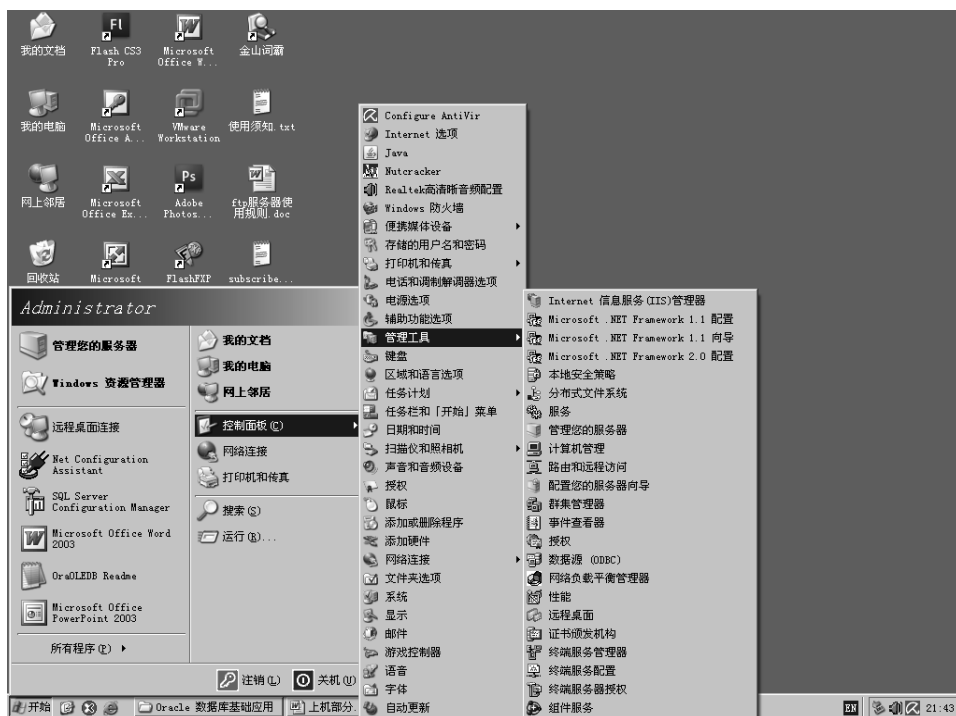 我的文档
Flash CS3
Pro
Microsoft
Office W...
金山词霸
我的电脑
Microsoft
Office A...
VMware
Workstation
使用须知.txt
网上邻居
Microsoft
Office Ex...
Adobe
Photos...
ftp服务器使
用规则.doc
回收站
Microsoft
FlashFXP
subscribe...
Administrator
管理您的服务器
Windows 资源管理器
远程桌面连接
Net Configuration
Assistant
SQL Server
Configuration Manager
Microsoft Office Word
2003
OraOLEDB Readme
Microsoft Office
PowerPoint 2003
所有程序(P)
我的文档
我的电脑
网上邻居
控制面板(C)
网络连接
打印机和传真
搜索(S)
运行(R)...
注销(L)
关机(U)
Configure AntiVir
Internet 选项
Java
Nutcracker
Realtek高清晰音频配置
Windows 防火墙
便携媒体设备
存储的用户名和密码
打印机和传真
电话和调制解调器选项
电源选项
辅助功能选项
管理工具
键盘
区域和语言选项
任务计划
任务栏和「开始」菜单
日期和时间
扫描仪和照相机
声音和音频设备
授权
鼠标
添加或删除程序
添加硬件
网络连接
文件夹选项
系统
显示
邮件
游戏控制器
语音
字体
自动更新
Internet 信息服务(IIS)管理器
Microsoft .NET Framework 1.1 配置
Microsoft .NET Framework 1.1 向导
Microsoft .NET Framework 2.0 配置
本地安全策略
分布式文件系统
服务
管理您的服务器
计算机管理
路由和远程访问
配置您的服务器向导
群集管理器
事件查看器
授权
数据源 (ODBC)
网络负载平衡管理器
性能
远程桌面
证书颁发机构
终端服务管理器
终端服务配置
终端服务器授权
组件服务
开始
Oracle 数据库基础应用
上机部分.
EN
21:43